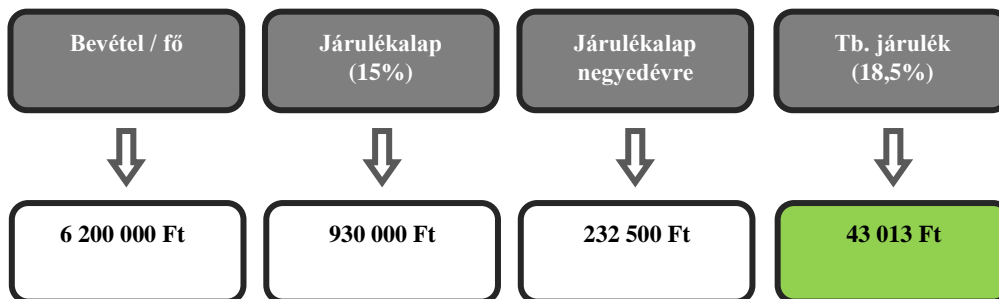 Bevétel / fő
Járulékalap
(15%)
Járulékalap
negyedévre
Tb. járulék
(18,5%)
6 200 000 Ft
930 000 Ft
232 500 Ft
43 013 Ft